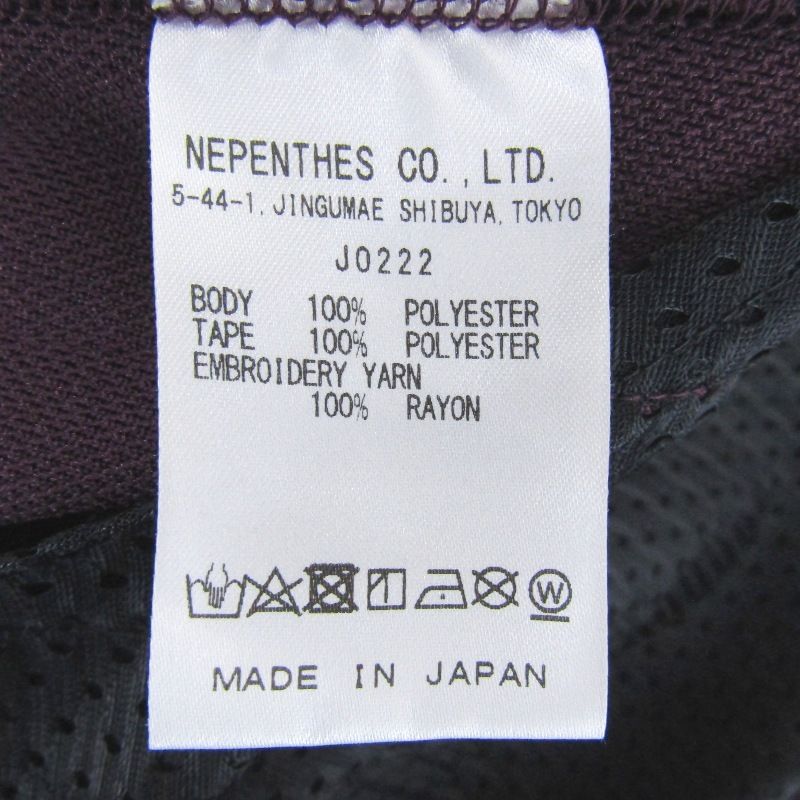 NEPENTHES CO., LTD.
5-44-1, JINGUMAE SHIBUYA, TOKYO
J0222
BODY 100% POLYESTER
TAPE 100% POLYESTER
EMBROIDERY YARN
100% RAYON
W
MADE IN JAPAN